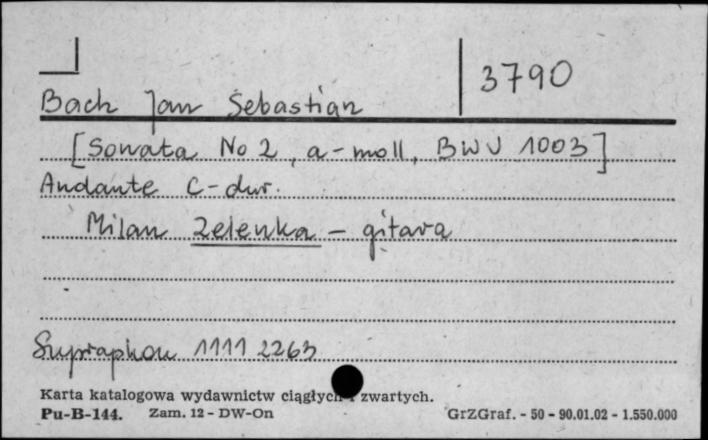 3790
Bach Jan Sebastian
[Sonata No 2, a-moll, BWV 1003]
Andante C-dur.
Milan Zelenka - gitara
Supraphon 1111 2263
Karta katalogowa wydawnictw ciągłych i zwartych.
Pu-B-144. Zam. 12 - DW-On GrZGraf. - 50 - 90.01.02 - 1.550.000